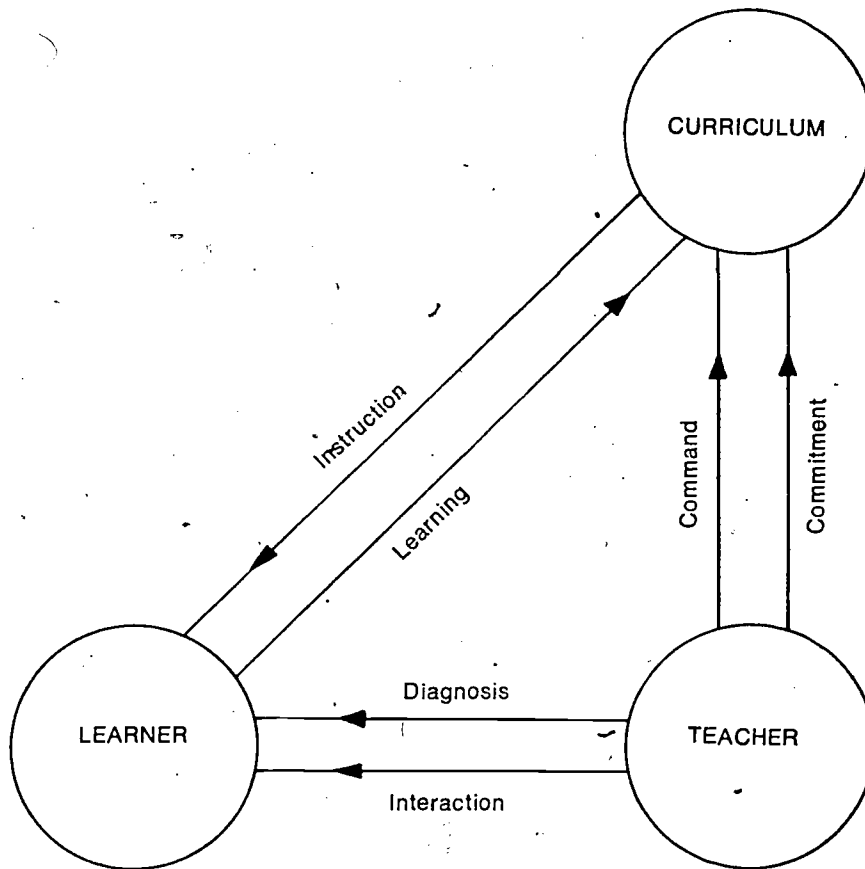 CURRICULUM
Instruction
Learning
Command
Commitment
Diagnosis
LEARNER
TEACHER
Interaction